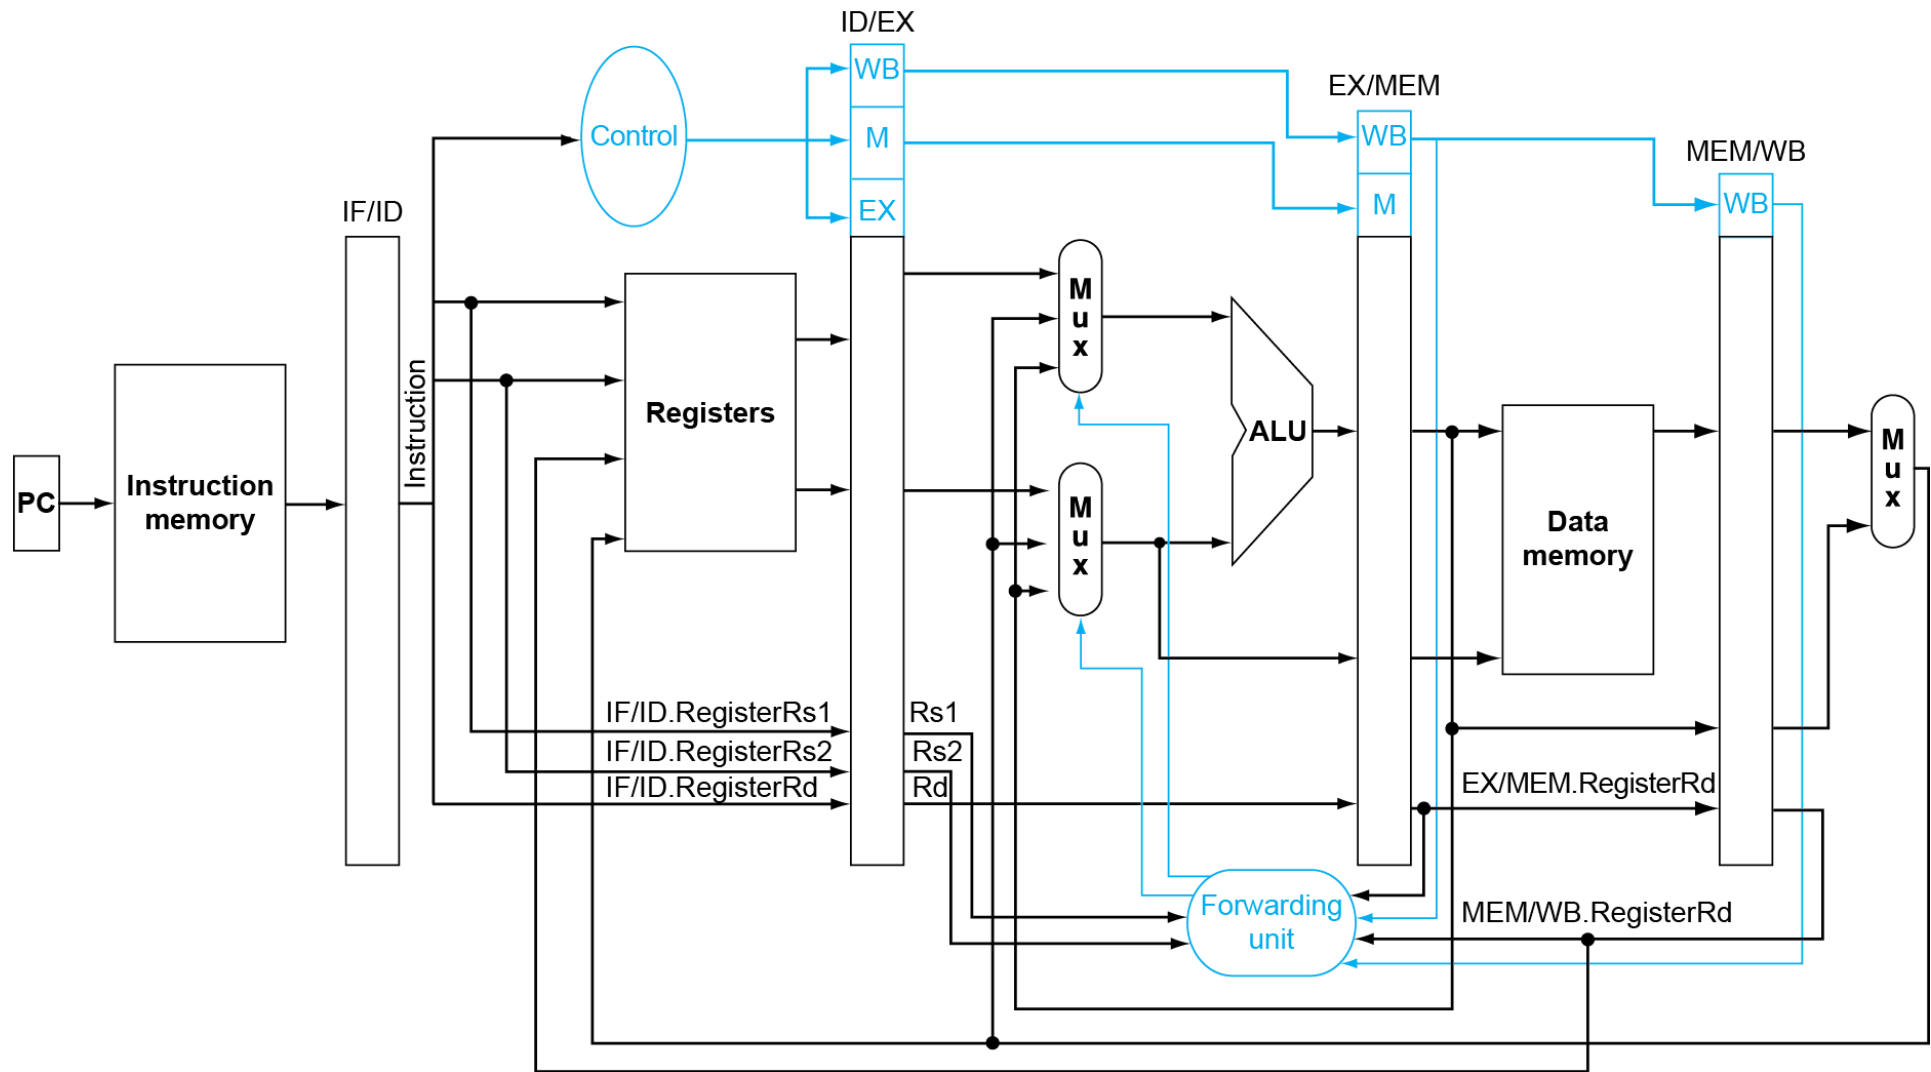 ID/EX
WB
EX/MEM
Control
M
WB
MEM/WB
IF/ID
EX
M
WB
M
u
x
Instruction
Registers
ALU
M
u
x
PC
Instruction
memory
M
u
x
Data
memory
IF/ID.RegisterRs1
Rs1
IF/ID.RegisterRs2
Rs2
IF/ID.RegisterRd
Rd
EX/MEM.RegisterRd
Forwarding
unit
MEM/WB.RegisterRd